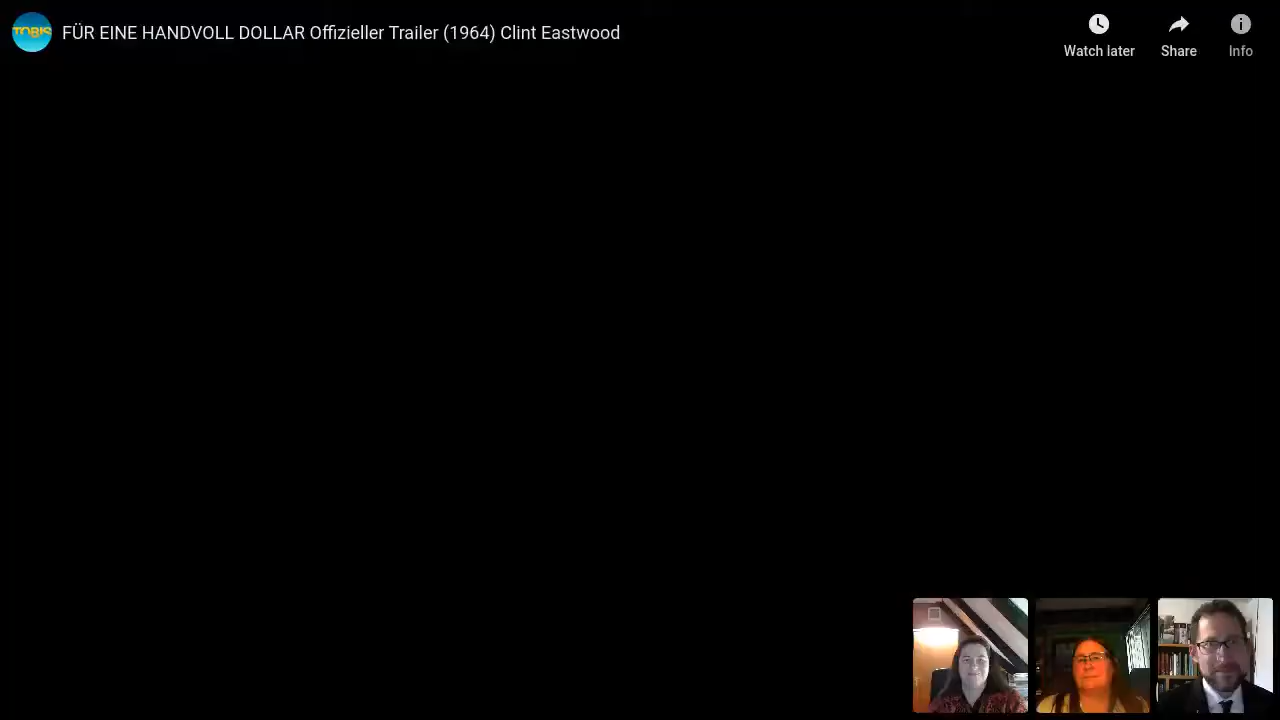 TOBIS
FÜR EINE HANDVOLL DOLLAR Offizieller Trailer (1964) Clint Eastwood
Watch later
Share
Info